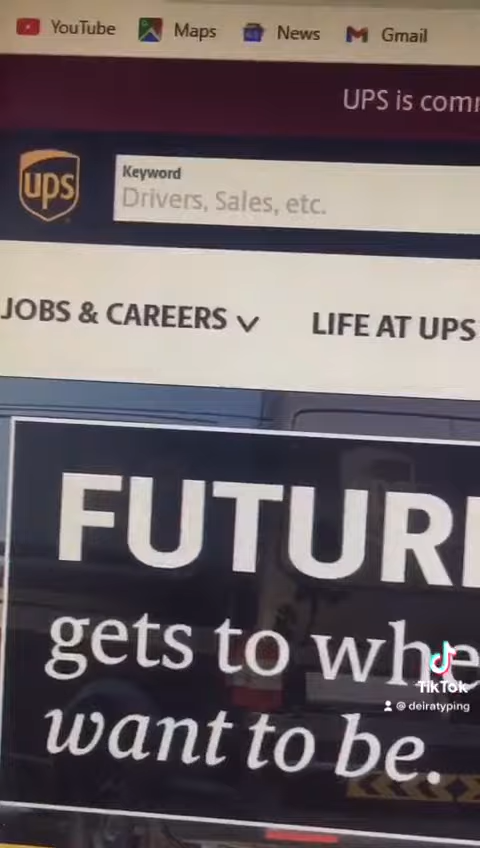 YouTube Maps News Gmail
UPS is com
ups
Keyword
Drivers, Sales, etc.
JOBS & CAREERS LIFE AT UPS
FUTUR
gets to whe
want to be.
TikTok
@ deiratyping